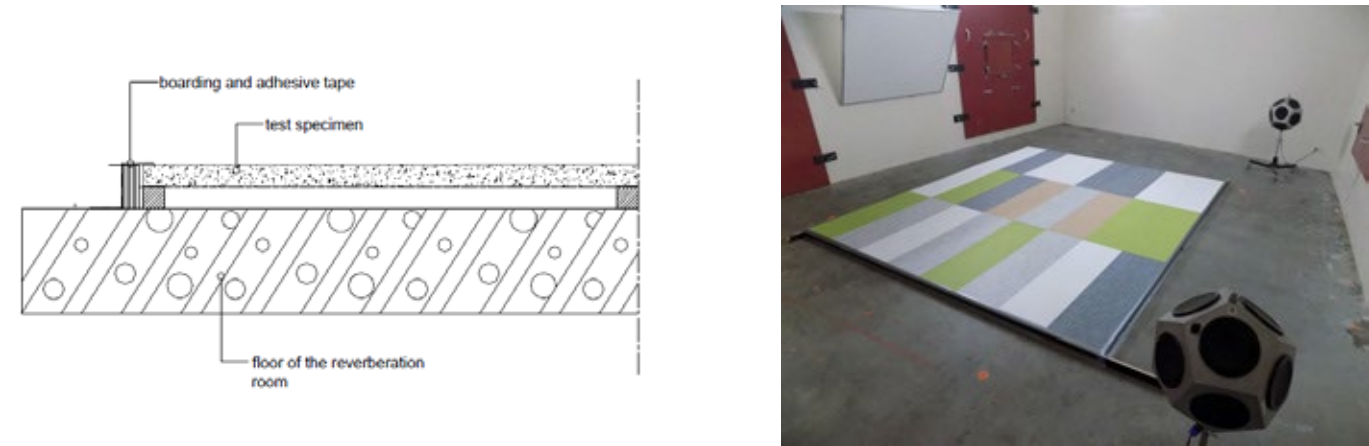 boarding and adhesive tape
test specimen
floor of the reverberation
room